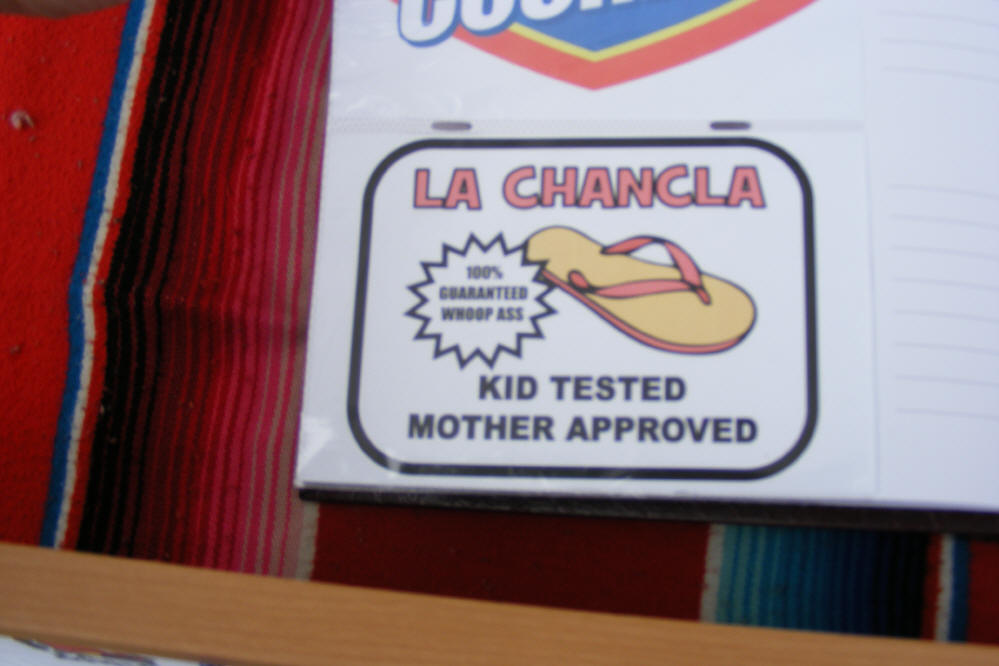 LA CHANCLA
100%
GUARANTEED
WHOOP ASS
KID TESTED
MOTHER APPROVED